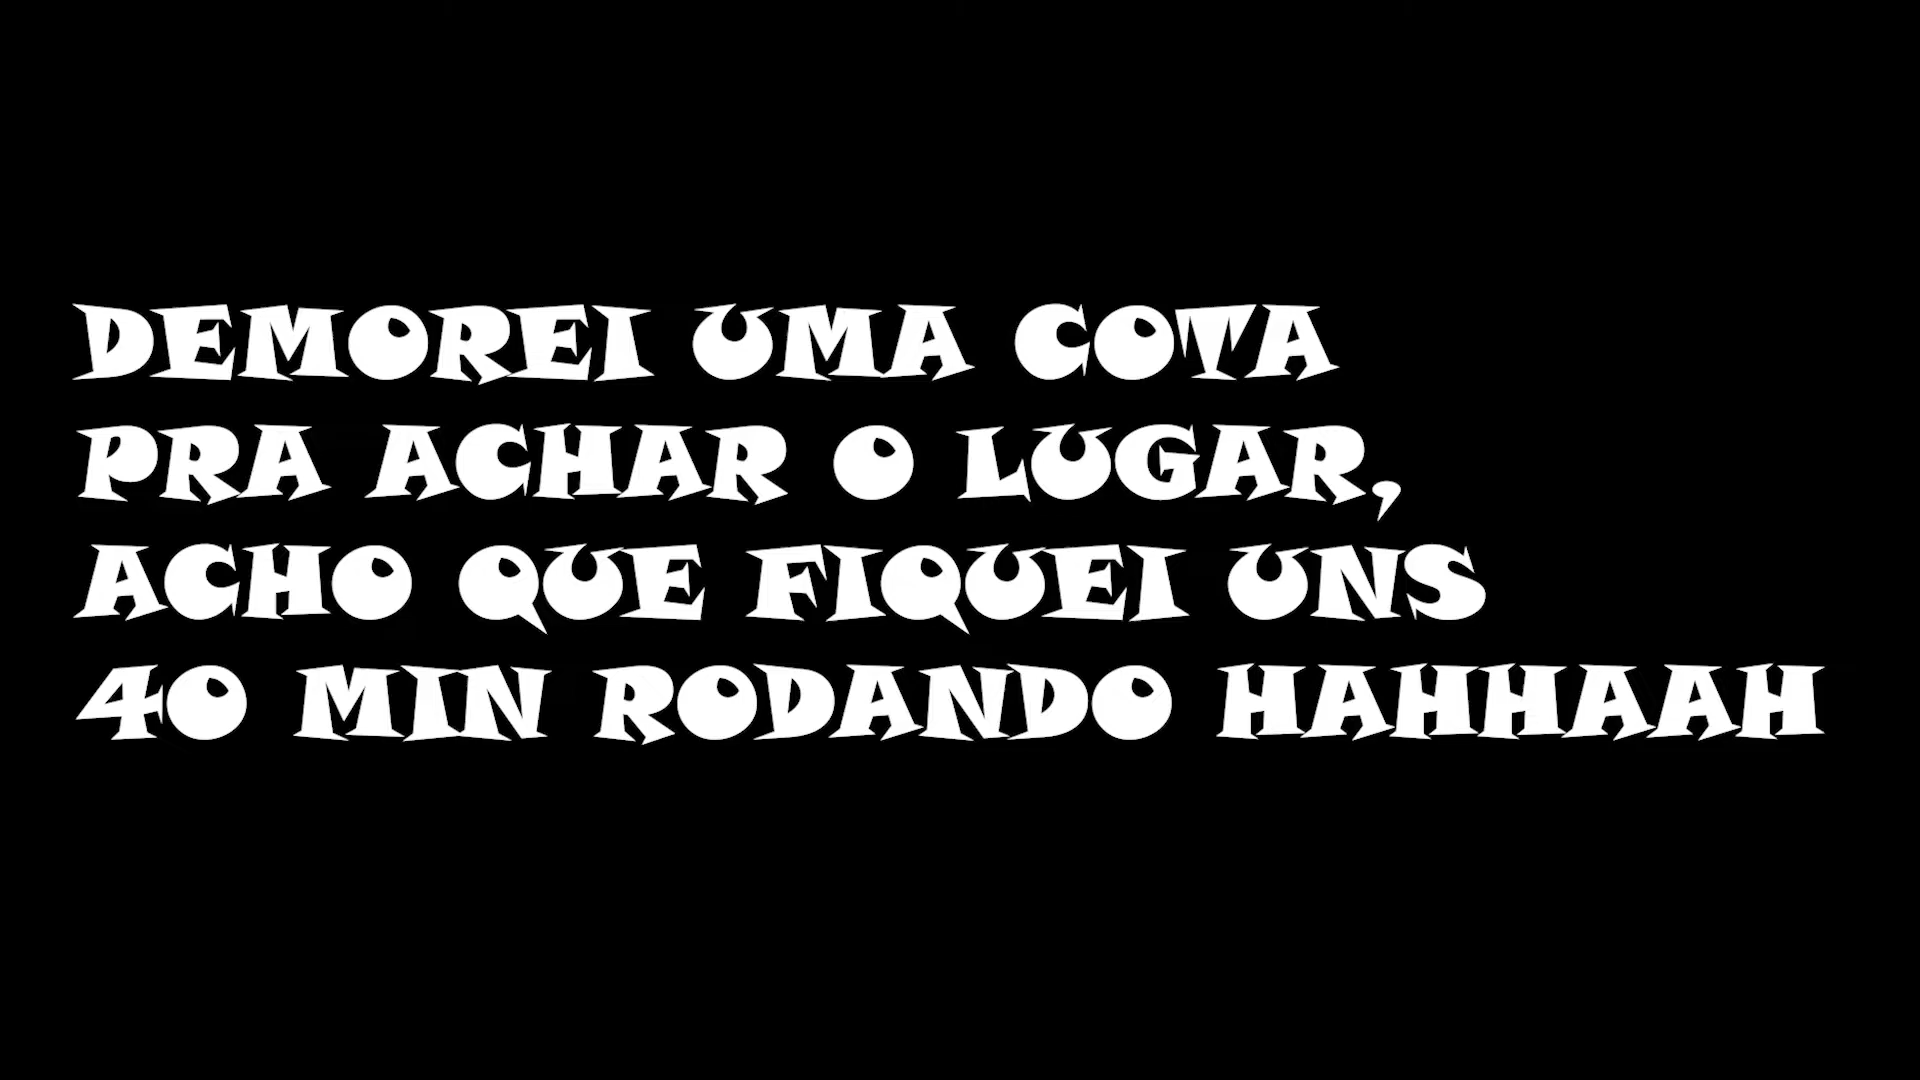 DEMOREI UMA COTA
PRA ACHAR O LUGAR,
ACHO QUE FIQUEI UNS
40 MIN RODANDO HAHHAAH